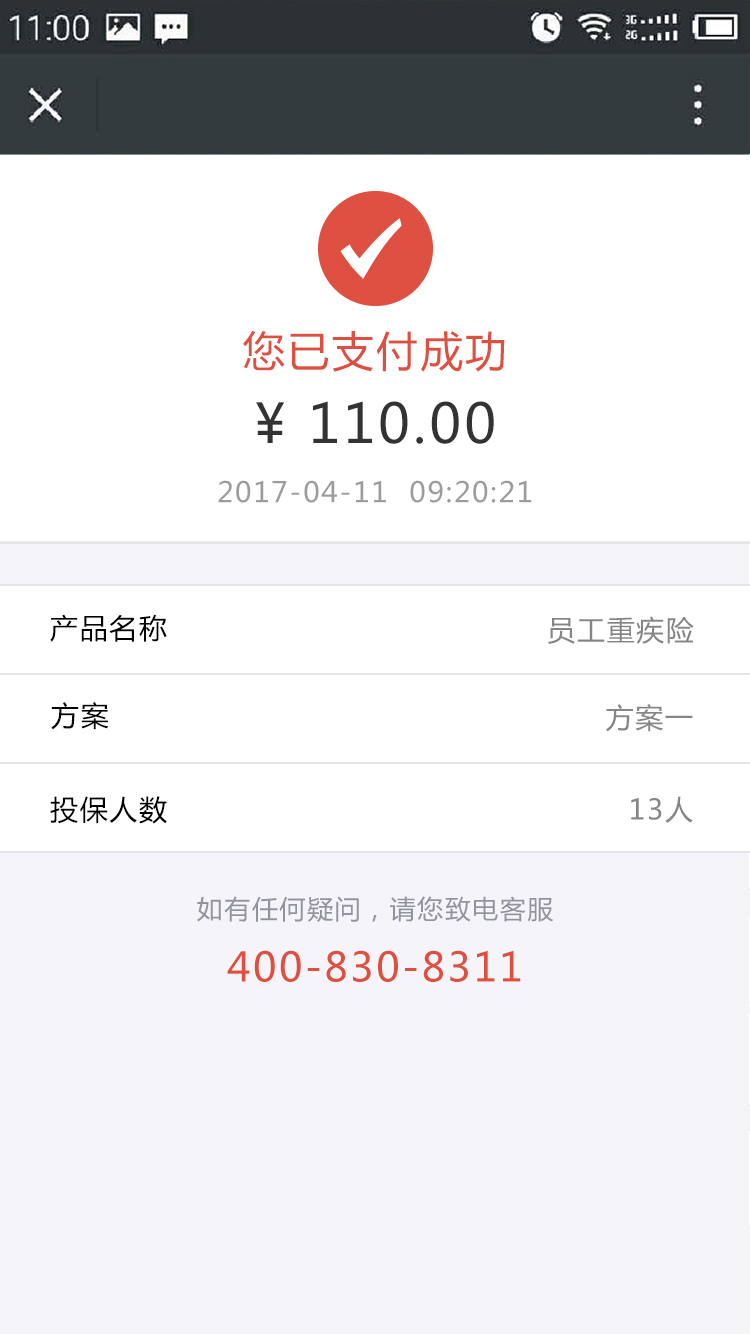 11:00
3G
2G
您已支付成功
¥ 110.00
2017-04-11 09:20:21
产品名称 员工重疾险
方案 方案一
投保人数 13人
如有任何疑问，请您致电客服
400-830-8311